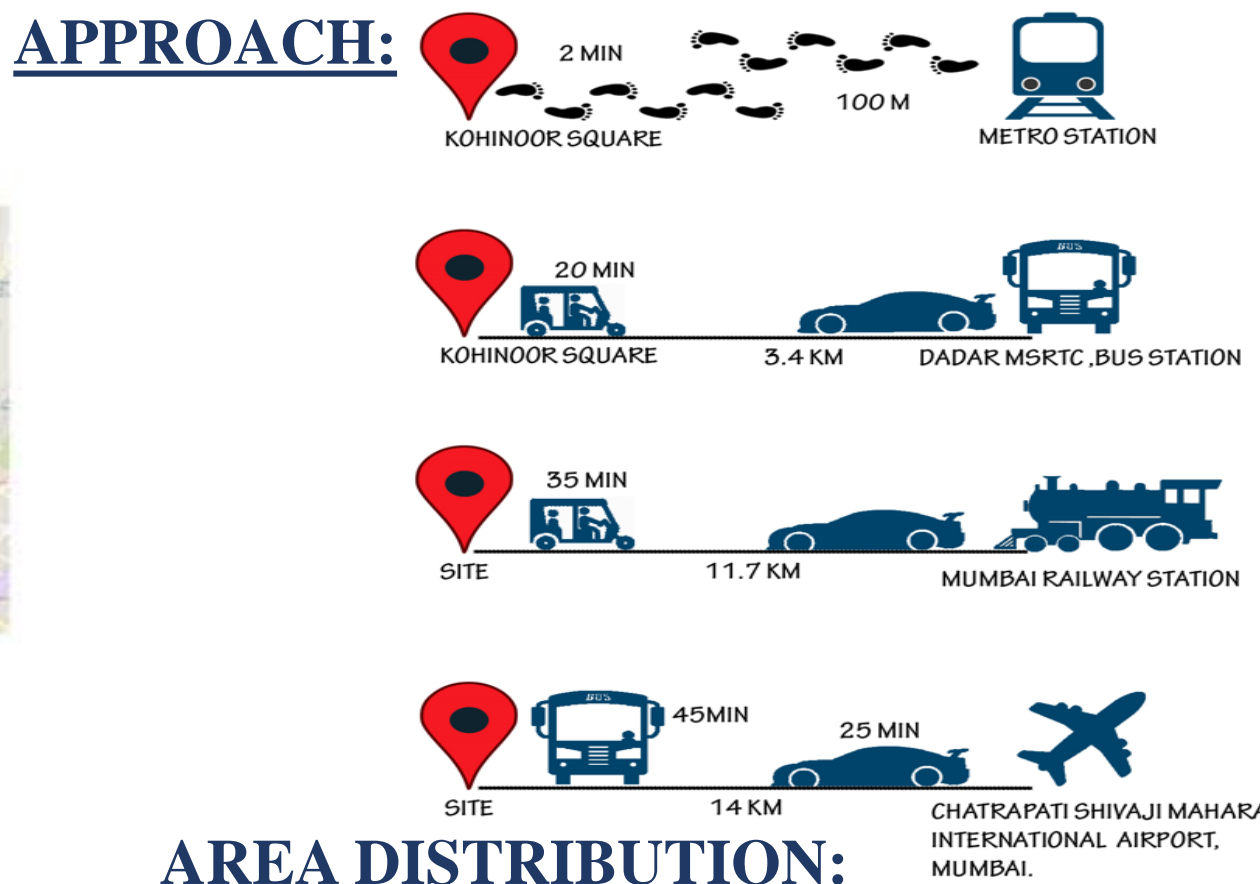 APPROACH:
2 MIN
100 M
KOHINOOR SQUARE
METRO STATION
20 MIN
BUS
KOHINOOR SQUARE
3.4 KM
DADAR MSRTC ,BUS STATION
35 MIN
SITE
11.7 KM
MUMBAI RAILWAY STATION
BUS
45MIN
25 MIN
SITE
14 KM
CHATRAPATI SHIVAJI MAHARA
INTERNATIONAL AIRPORT,
MUMBAI.
AREA DISTRIBUTION: